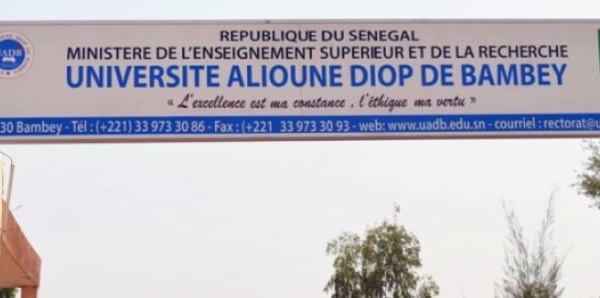 REPUBLIQUE DU SENEGAL
MINISTERE DE L'ENSEIGNEMENT SUPERIEUR ET DE LA RECHERCHE
UADB
UNIVERSITE ALIOUNE DIOP DE BAMBEY
« L'excellence est ma constance , l'éthique ma vertu »
30 Bambey - Tél : (+221) 33 973 30 86 - Fax : (+221 33 973 30 93 - web: www.uadb.edu.sn - courriel : rectorat@u